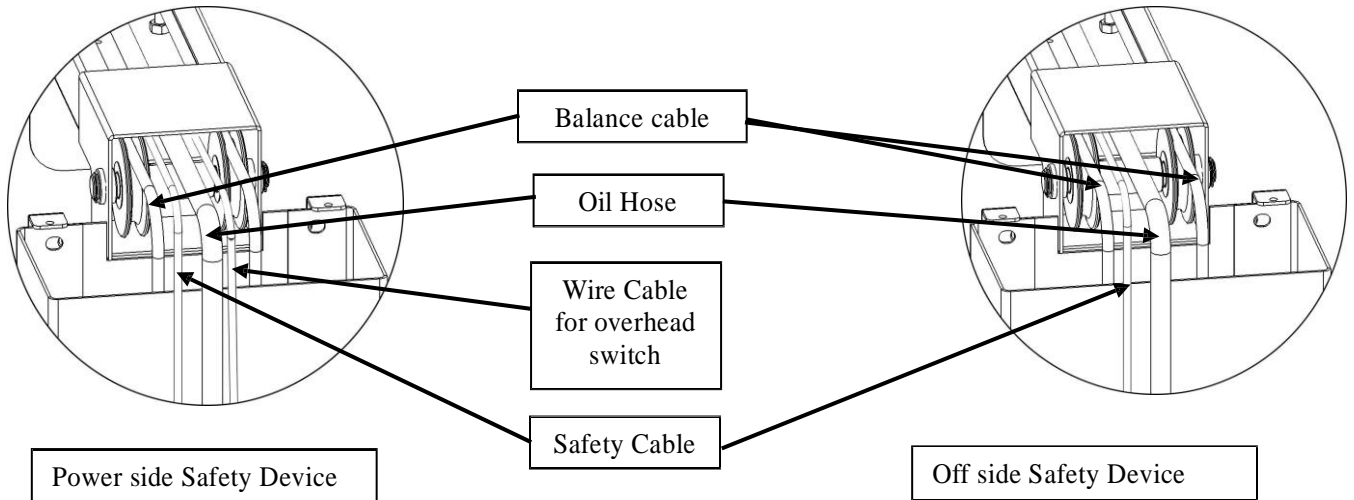 Balance cable
Oil Hose
Wire Cable
for overhead
switch
Safety Cable
Power side Safety Device
Off side Safety Device